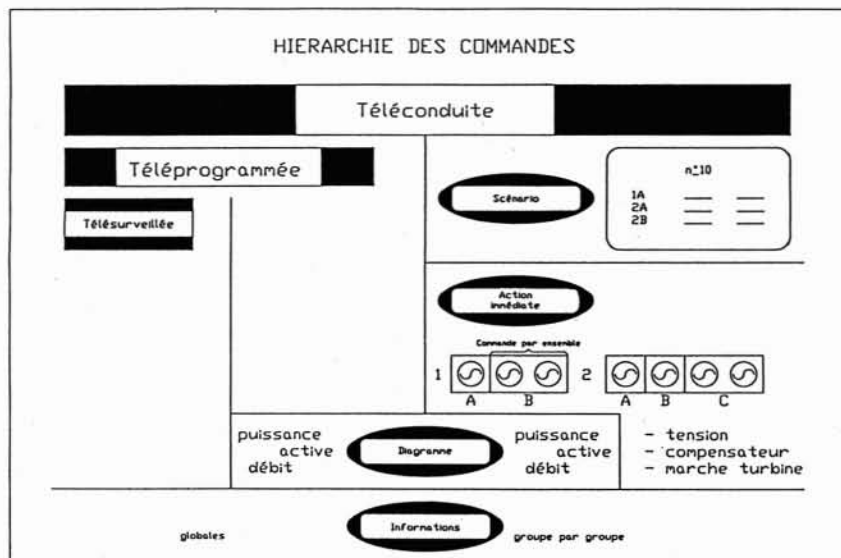 HIERARCHIE DES COMMANDES
Téléconduite
Téléprogrammée
Télésurveillée
Scénario
n°10
1A
2A
2B
Action
immédiate
Commande par ensemble
1
2
A B
A B C
puissance
active
débit
Diagramme
puissance
active
débit
- tension
- compensateur
- marche turbine
globales
Informations
groupe par groupe